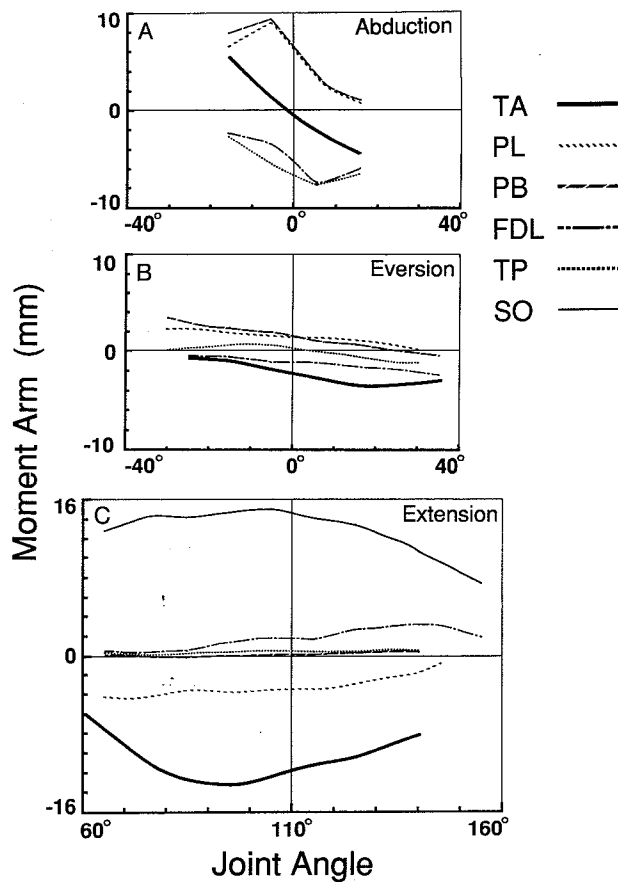 10
A
Abduction
0
-10
-40°
0°
40°
TA
PL
PB
FDL
TP
SO
10
B
Eversion
0
-10
-40°
0°
40°
Moment Arm (mm)
16
C
Extension
0
-16
60°
110°
160°
Joint Angle